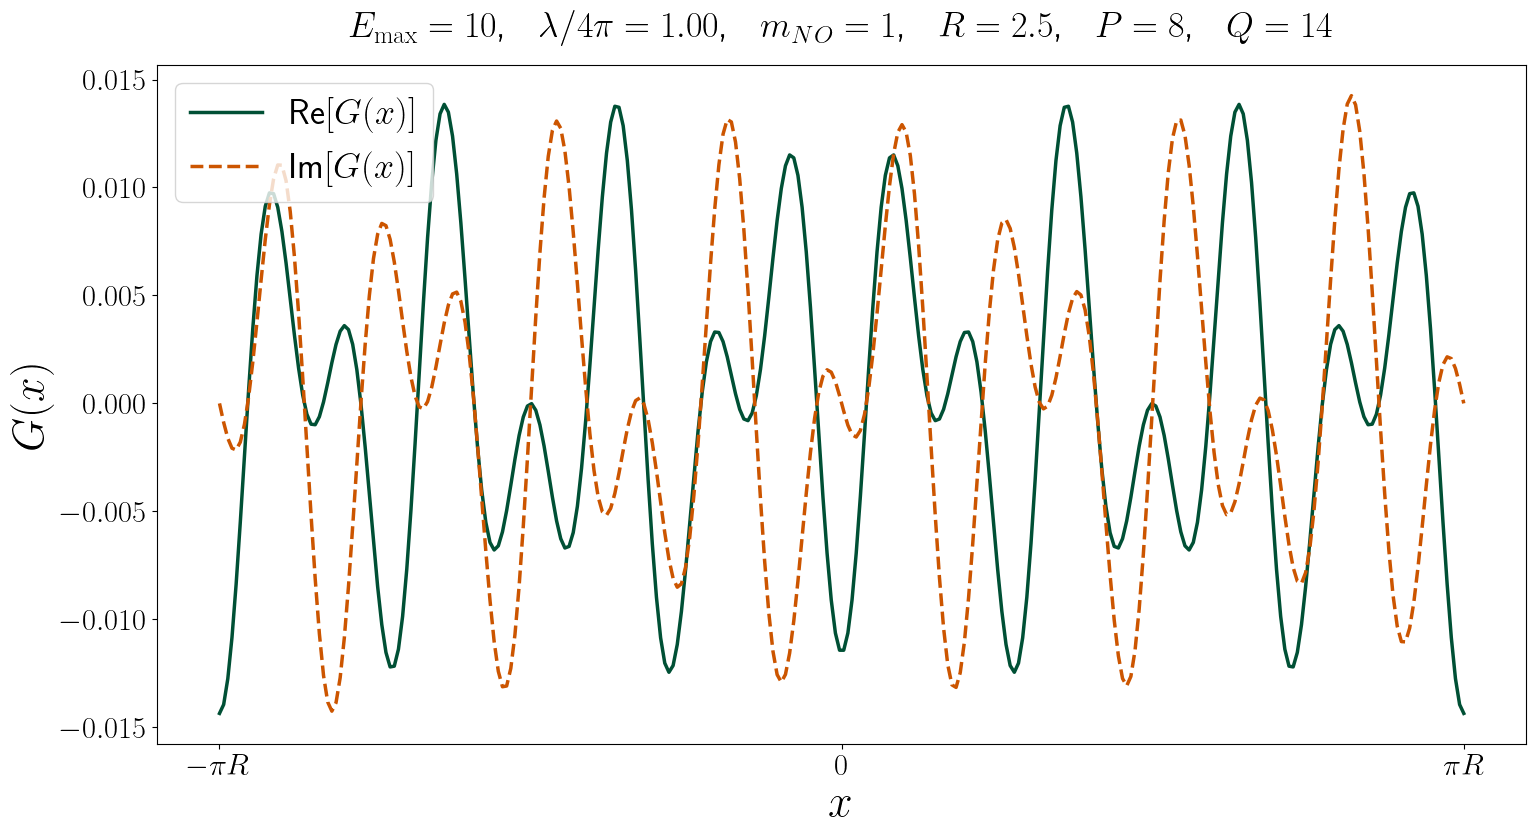 E_max = 10, λ/4π = 1.00, m_NO = 1, R = 2.5, P = 8, Q = 14
Re[G(x)]
Im[G(x)]
0.015
0.010
0.005
0.000
−0.005
−0.010
−0.015
G(x)
−πR 0 πR
x